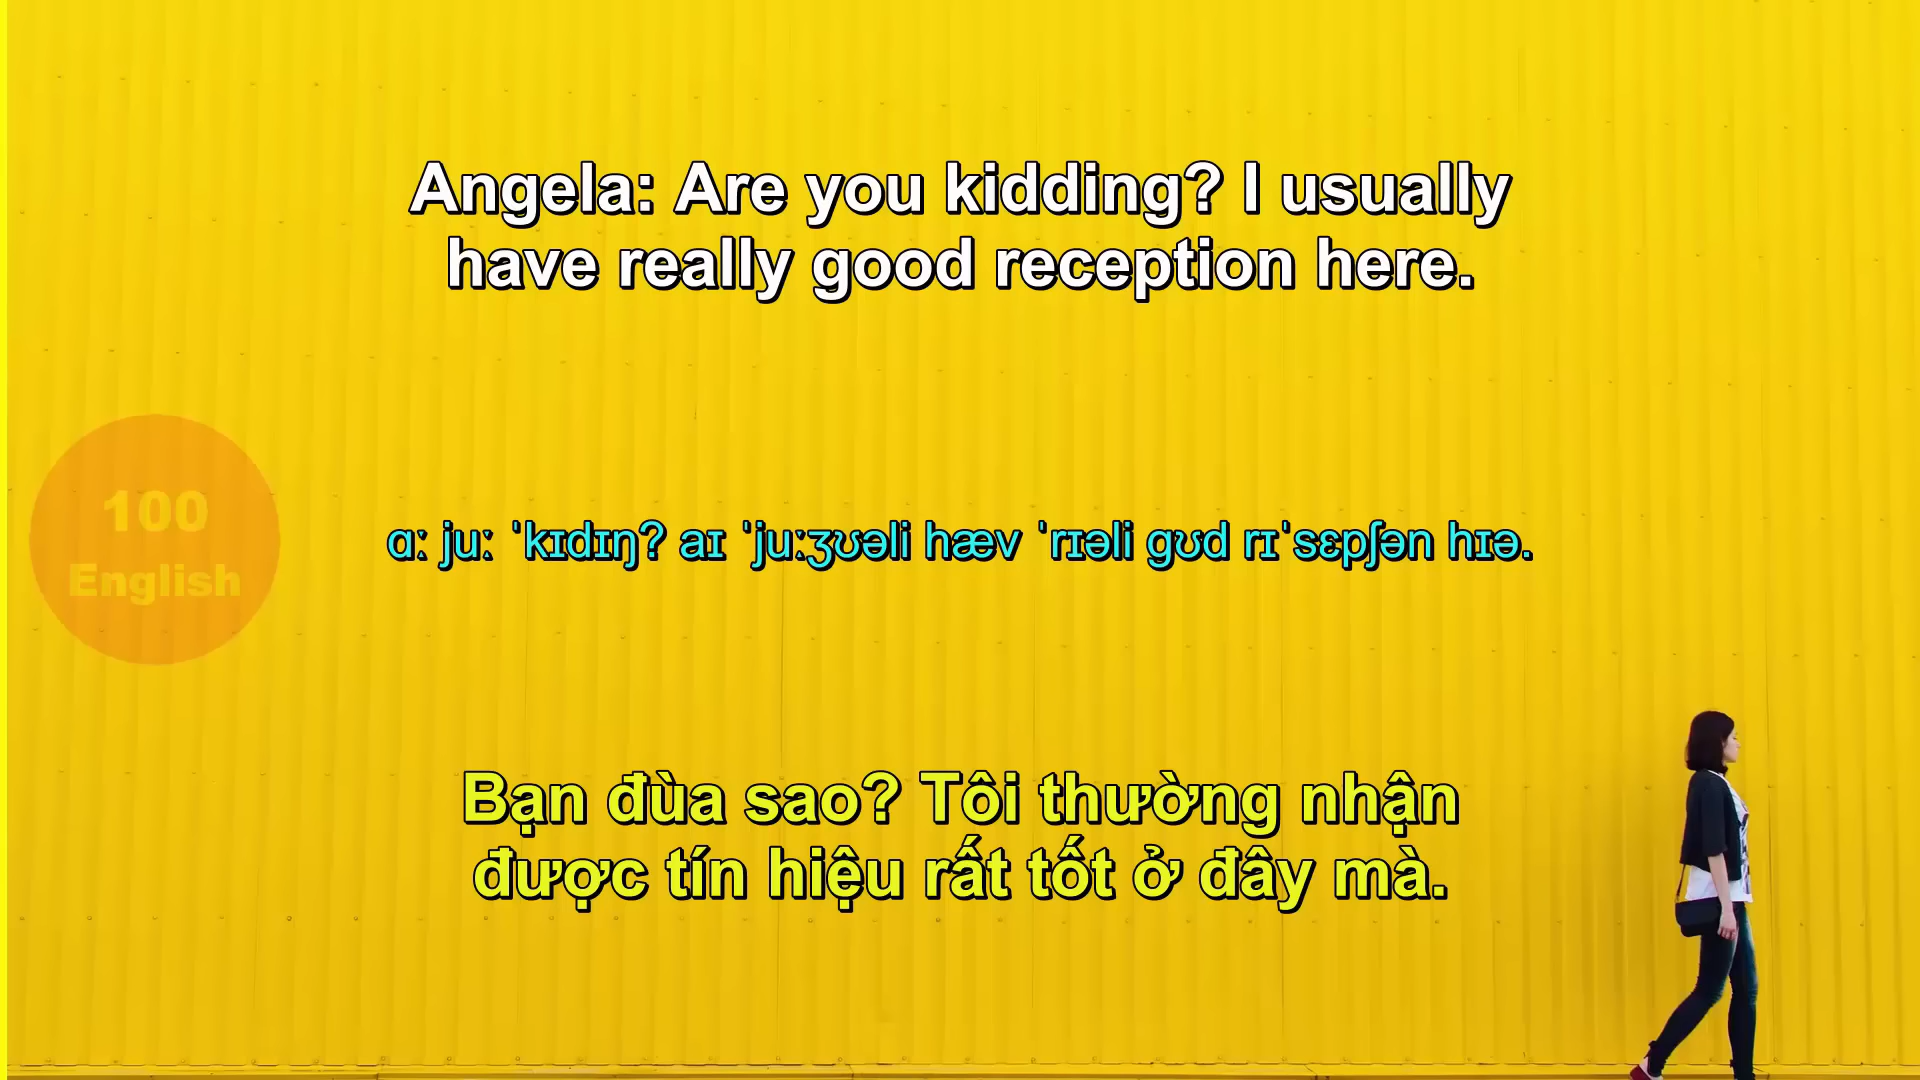 Angela: Are you kidding? I usually
have really good reception here.
100
English
ɑː juː ˈkɪdɪŋ? aɪ ˈjuːʒʊəli hæv ˈrɪəli gʊd rɪˈsɛpʃən hɪə.
Bạn đùa sao? Tôi thường nhận
được tín hiệu rất tốt ở đây mà.